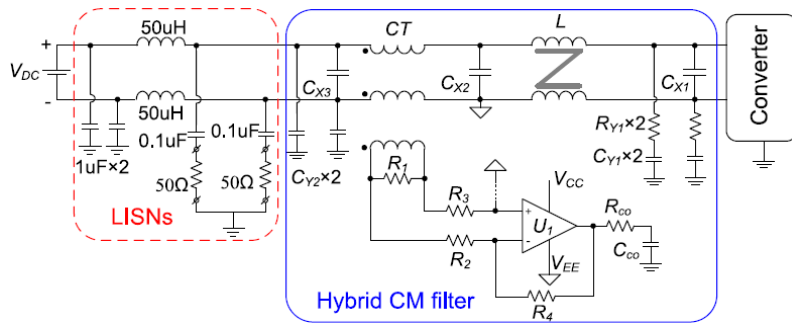 50uH
CT
L
+
V_DC
-
C_X3
C_X2
C_X1
Converter
50uH
0.1uF
0.1uF
R_Y1×2
1uF×2
C_Y2×2
R_1
C_Y1×2
50Ω
50Ω
V_CC
R_3
+
R_co
U_1
LISNs
-
C_co
R_2
V_EE
Hybrid CM filter
R_4